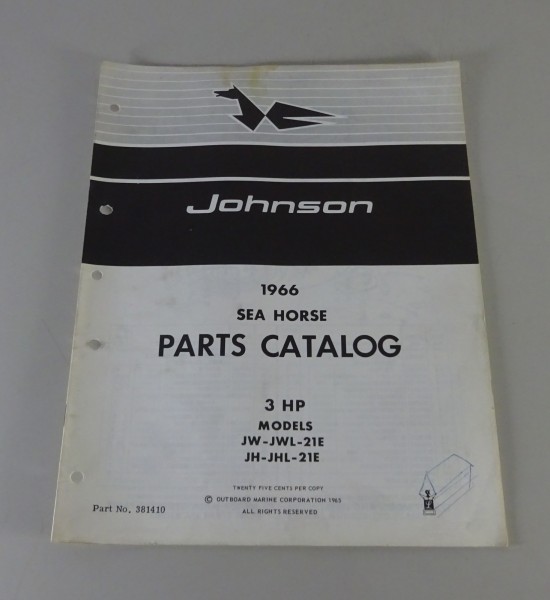 Johnson
1966
SEA HORSE
PARTS CATALOG
3 HP
MODELS
JW-JWL-21E
JH-JHL-21E
TWENTY FIVE CENTS PER COPY
© OUTBOARD MARINE CORPORATION 1965
ALL RIGHTS RESERVED
Part No. 381410